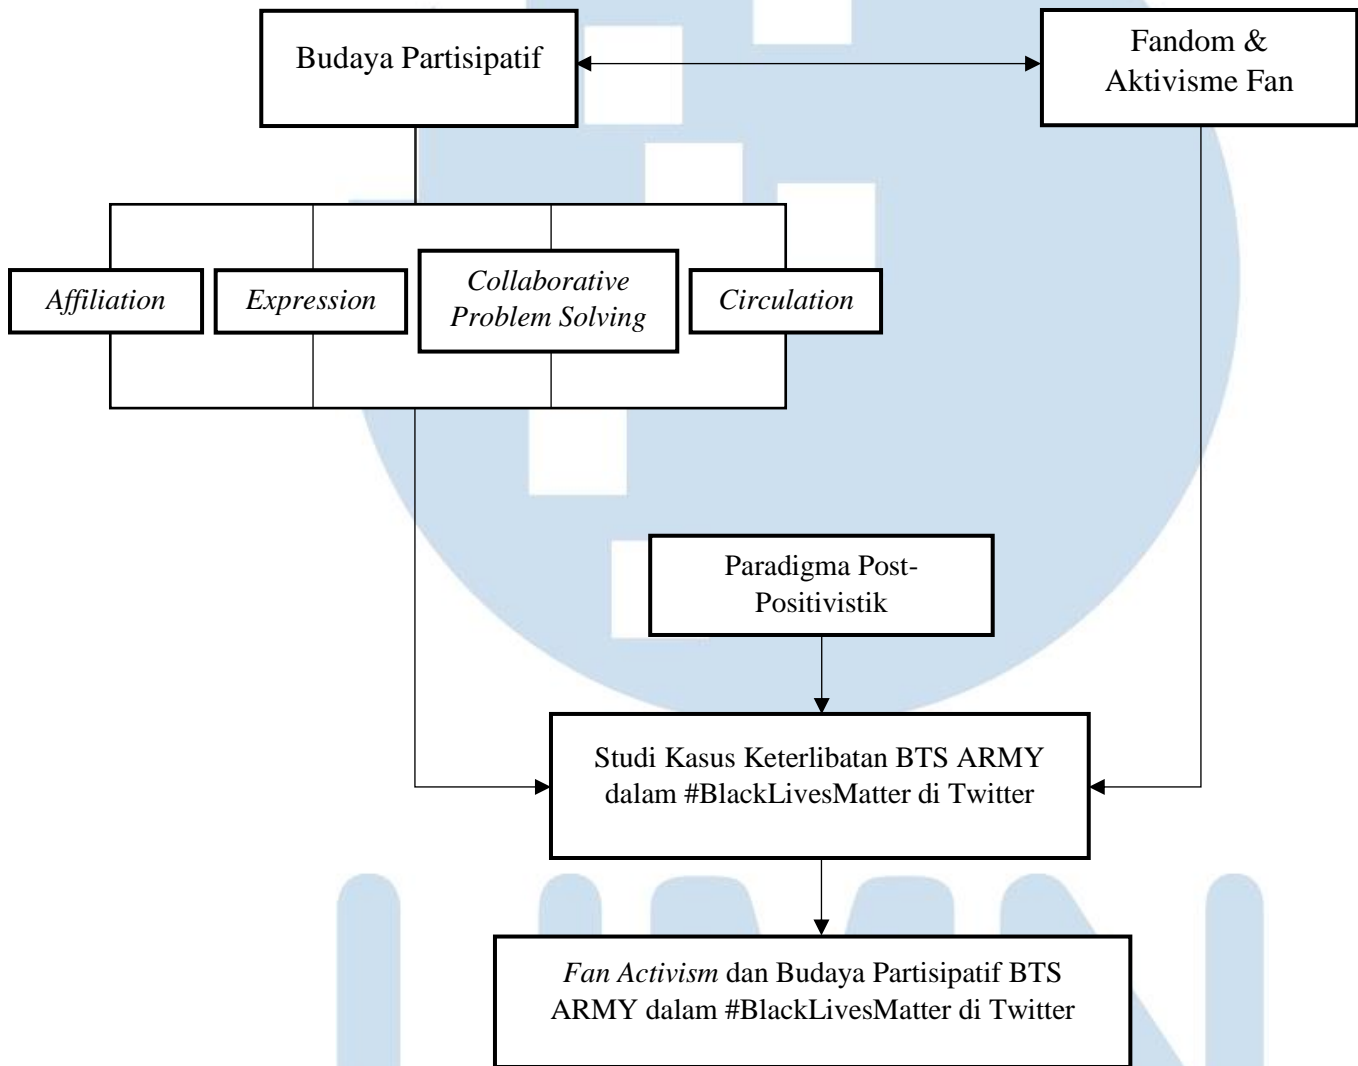 Budaya Partisipatif
Fandom &
Aktivisme Fan
Affiliation
Expression
Collaborative
Problem Solving
Circulation
Paradigma Post-
Positivistik
Studi Kasus Keterlibatan BTS ARMY
dalam #BlackLivesMatter di Twitter
Fan Activism dan Budaya Partisipatif BTS
ARMY dalam #BlackLivesMatter di Twitter